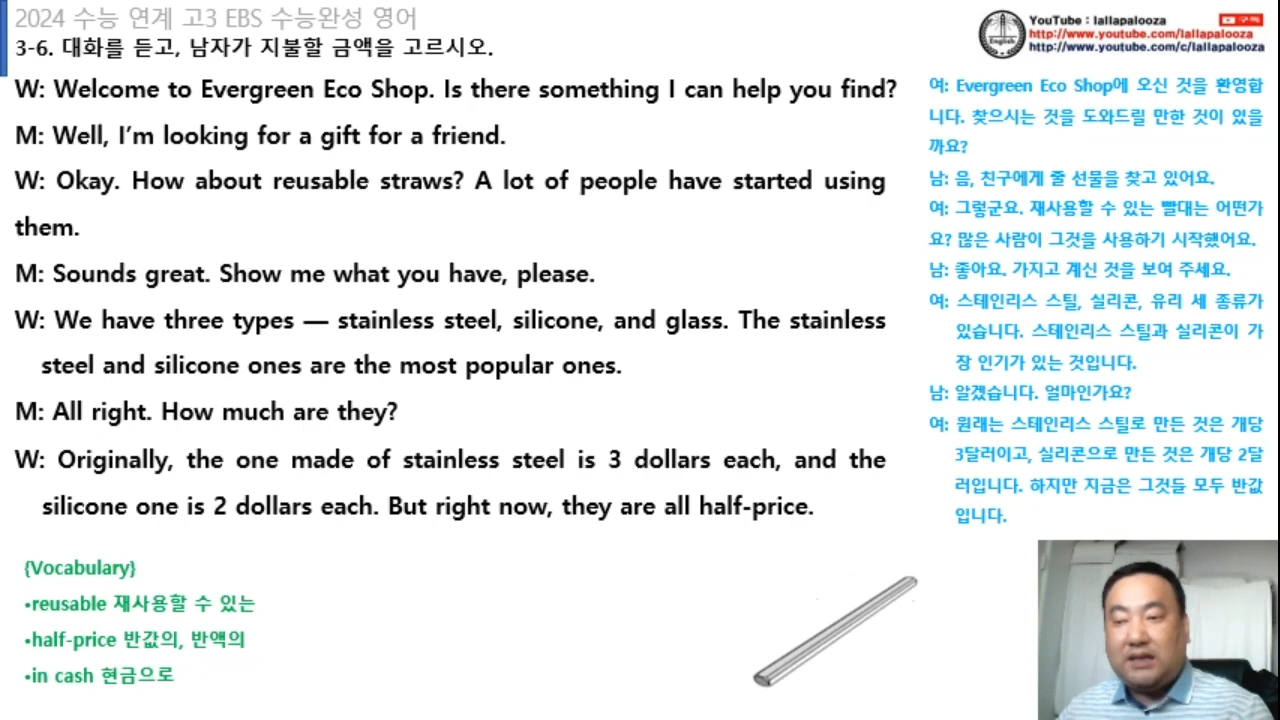 2024 수능 연계 고3 EBS 수능완성 영어
3-6. 대화를 듣고, 남자가 지불할 금액을 고르시오.
YouTube : lallapalooza
구독
http://www.youtube.com/lallapalooza
http://www.youtube.com/c/lallapalooza
English
W: Welcome to Evergreen Eco Shop. Is there something I can help you find?
M: Well, I’m looking for a gift for a friend.
W: Okay. How about reusable straws? A lot of people have started using
them.
M: Sounds great. Show me what you have, please.
W: We have three types — stainless steel, silicone, and glass. The stainless
steel and silicone ones are the most popular ones.
M: All right. How much are they?
W: Originally, the one made of stainless steel is 3 dollars each, and the
silicone one is 2 dollars each. But right now, they are all half-price.
여: Evergreen Eco Shop에 오신 것을 환영합
니다. 찾으시는 것을 도와드릴 만한 것이 있을
까요?
남: 음, 친구에게 줄 선물을 찾고 있어요.
여: 그렇군요. 재사용할 수 있는 빨대는 어떤가
요? 많은 사람이 그것을 사용하기 시작했어요.
남: 좋아요. 가지고 계신 것을 보여 주세요.
여: 스테인리스 스틸, 실리콘, 유리 세 종류가
있습니다. 스테인리스 스틸과 실리콘이 가
장 인기가 있는 것입니다.
남: 알겠습니다. 얼마인가요?
여: 원래는 스테인리스 스틸로 만든 것은 개당
3달러이고, 실리콘으로 만든 것은 개당 2달
러입니다. 하지만 지금은 그것들 모두 반값
입니다.
{Vocabulary}
•reusable 재사용할 수 있는
•half-price 반값의, 반액의
•in cash 현금으로